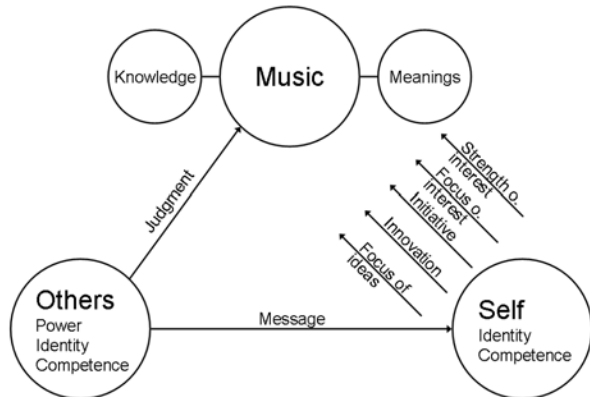 Knowledge
Music
Meanings
Judgment
Strength o.
interest
Focus o.
interest
Initiative
Innovation
Focus of
ideas
Others
Power
Identity
Competence
Message
Self
Identity
Competence